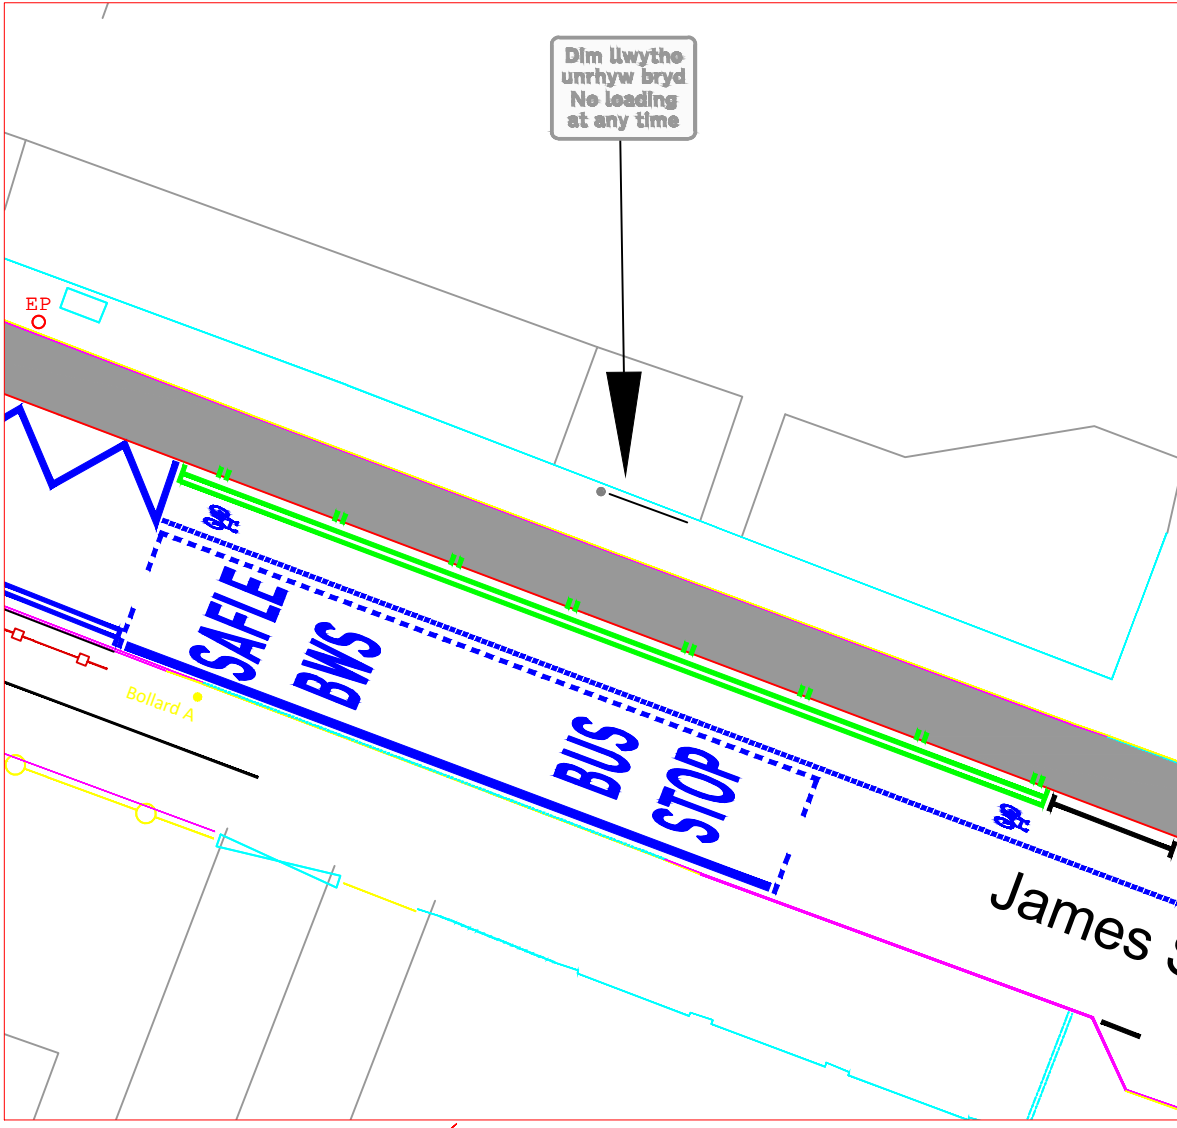 Dim llwytho
unrhyw bryd
No loading
at any time
EP
SAFLE
BWS
Bollard A
BUS
STOP
James S